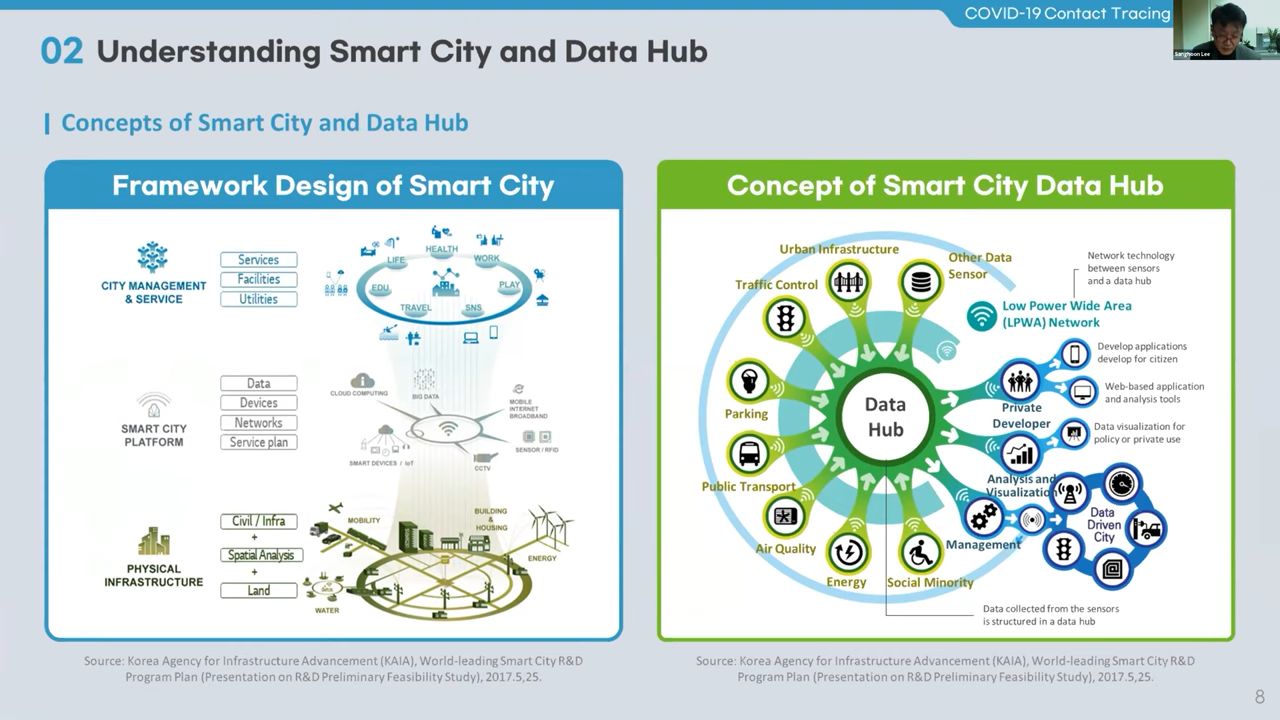 COVID-19 Contact Tracing
Sanghoon Lee
02 Understanding Smart City and Data Hub
Concepts of Smart City and Data Hub
Framework Design of Smart City
CITY MANAGEMENT
& SERVICE
Services
Facilities
Utilities
HEALTH
LIFE
WORK
EDU
PLAY
TRAVEL
SNS
SMART CITY
PLATFORM
Data
Devices
Networks
Service plan
CLOUD COMPUTING
BIG DATA
MOBILE
INTERNET
BROADBAND
SMART DEVICES / IoT
CCTV
SENSOR / RFID
PHYSICAL
INFRASTRUCTURE
Civil / Infra
+
Spatial Analysis
+
Land
MOBILITY
BUILDING
&
HOUSING
ENERGY
WATER
Source: Korea Agency for Infrastructure Advancement (KAIA), World-leading Smart City R&D
Program Plan (Presentation on R&D Preliminary Feasibility Study), 2017.5,25.
Concept of Smart City Data Hub
Urban Infrastructure
Other Data
Sensor
Traffic Control
Parking
Public Transport
Air Quality
Energy
Social Minority
Data
Hub
Network technology
between sensors
and a data hub
Low Power Wide Area
(LPWA) Network
Private
Developer
Develop applications
develop for citizen
Web-based application
and analysis tools
Data visualization for
policy or private use
Analysis and
Visualization
Management
Data
Driven
City
Data collected from the sensors
is structured in a data hub
Source: Korea Agency for Infrastructure Advancement (KAIA), World-leading Smart City R&D
Program Plan (Presentation on R&D Preliminary Feasibility Study), 2017.5,25.
8